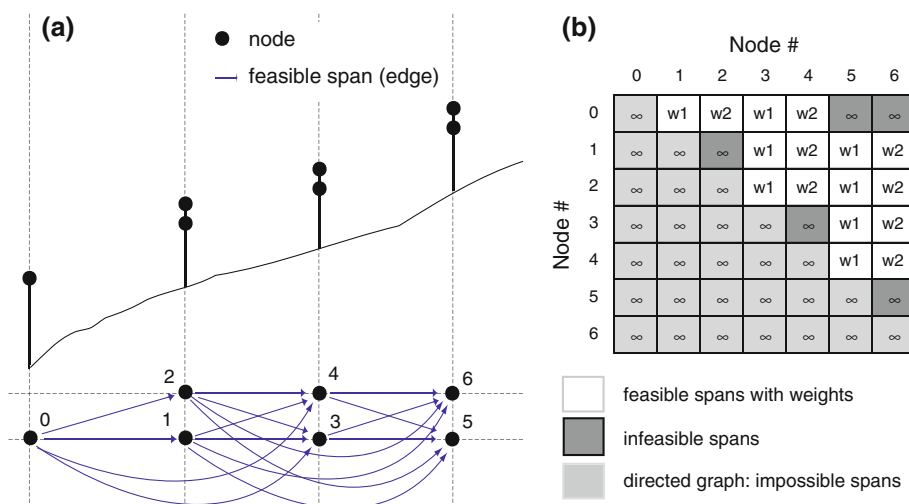 (a)
node
feasible span (edge)
2
4
6
0
1
3
5
(b)
Node #
0 1 2 3 4 5 6
Node #
0 ∞ w1 w2 w1 w2 ∞ ∞
1 ∞ ∞ ∞ w1 w2 w1 w2
2 ∞ ∞ ∞ w1 w2 w1 w2
3 ∞ ∞ ∞ ∞ ∞ w1 w2
4 ∞ ∞ ∞ ∞ ∞ w1 w2
5 ∞ ∞ ∞ ∞ ∞ ∞ ∞
6 ∞ ∞ ∞ ∞ ∞ ∞ ∞
feasible spans with weights
infeasible spans
directed graph: impossible spans